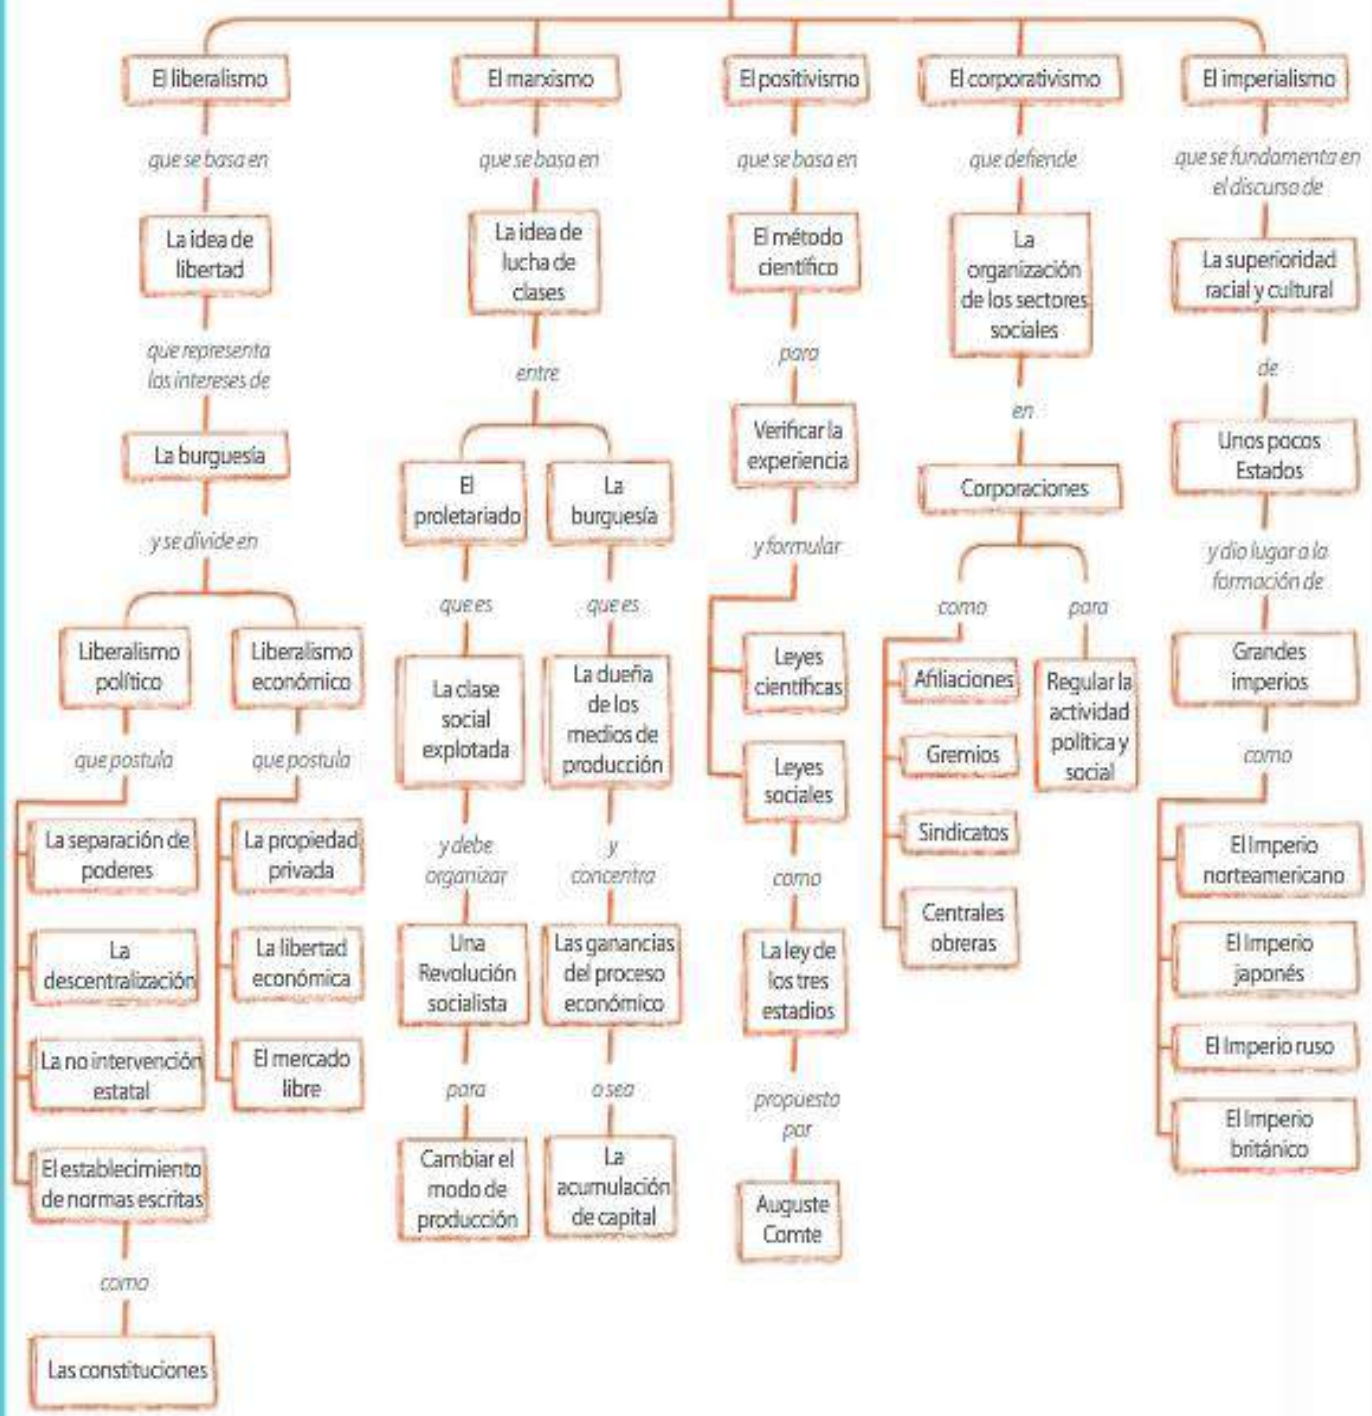 El liberalismo
que se basa en
La idea de
libertad
que representa
los intereses de
La burguesía
y se divide en
Liberalismo
político
que postula
La separación de
poderes
La
descentralización
La no intervención
estatal
El establecimiento
de normas escritas
como
Las constituciones
Liberalismo
económico
que postula
La propiedad
privada
La libertad
económica
El mercado
libre
El marxismo
que se basa en
La idea de
lucha de
clases
entre
El
proletariado
que es
La clase
social
explotada
y debe
organizar
Una
Revolución
socialista
para
Cambiar el
modo de
producción
La
burguesía
que es
La dueña
de los
medios de
producción
y
concentra
Las ganancias
del proceso
económico
o sea
La
acumulación
de capital
El positivismo
que se basa en
El método
científico
para
Verificar la
experiencia
y formular
Leyes
científicas
Leyes
sociales
como
La ley de
los tres
estadios
propuesta
por
Auguste
Comte
El corporativismo
que defiende
La
organización
de los sectores
sociales
en
Corporaciones
como
Afiliaciones
Gremios
Sindicatos
Centrales
obreras
para
Regular la
actividad
política y
social
El imperialismo
que se fundamenta en
el discurso de
La superioridad
racial y cultural
de
Unos pocos
Estados
y dio lugar a la
formación de
Grandes
imperios
como
El Imperio
norteamericano
El Imperio
japonés
El Imperio ruso
El Imperio
británico